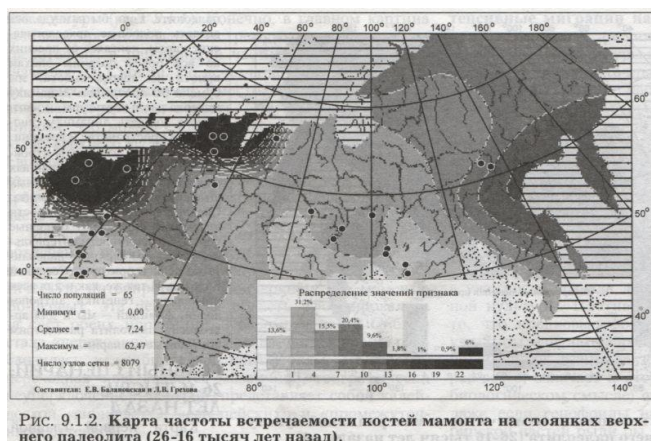 0° 20° 40° 60° 80° 100° 120° 140° 160° 180°
60°
50°
50°
40°
40°
Число популяций = 65
Минимум = 0,00
Среднее = 7,24
Максимум = 62,47
Число узлов сетки = 8079
Распределение значений признака
13,6% 31,2% 15,5% 20,4% 9,6% 1,8% 1% 0,9% 6%
1 4 7 10 13 16 19 22
Составители: Е.В. Балановская и Л.В. Грехова
80° 100° 120° 140°
Рис. 9.1.2. Карта частоты встречаемости костей мамонта на стоянках верх-
него палеолита (26-16 тысяч лет назад).